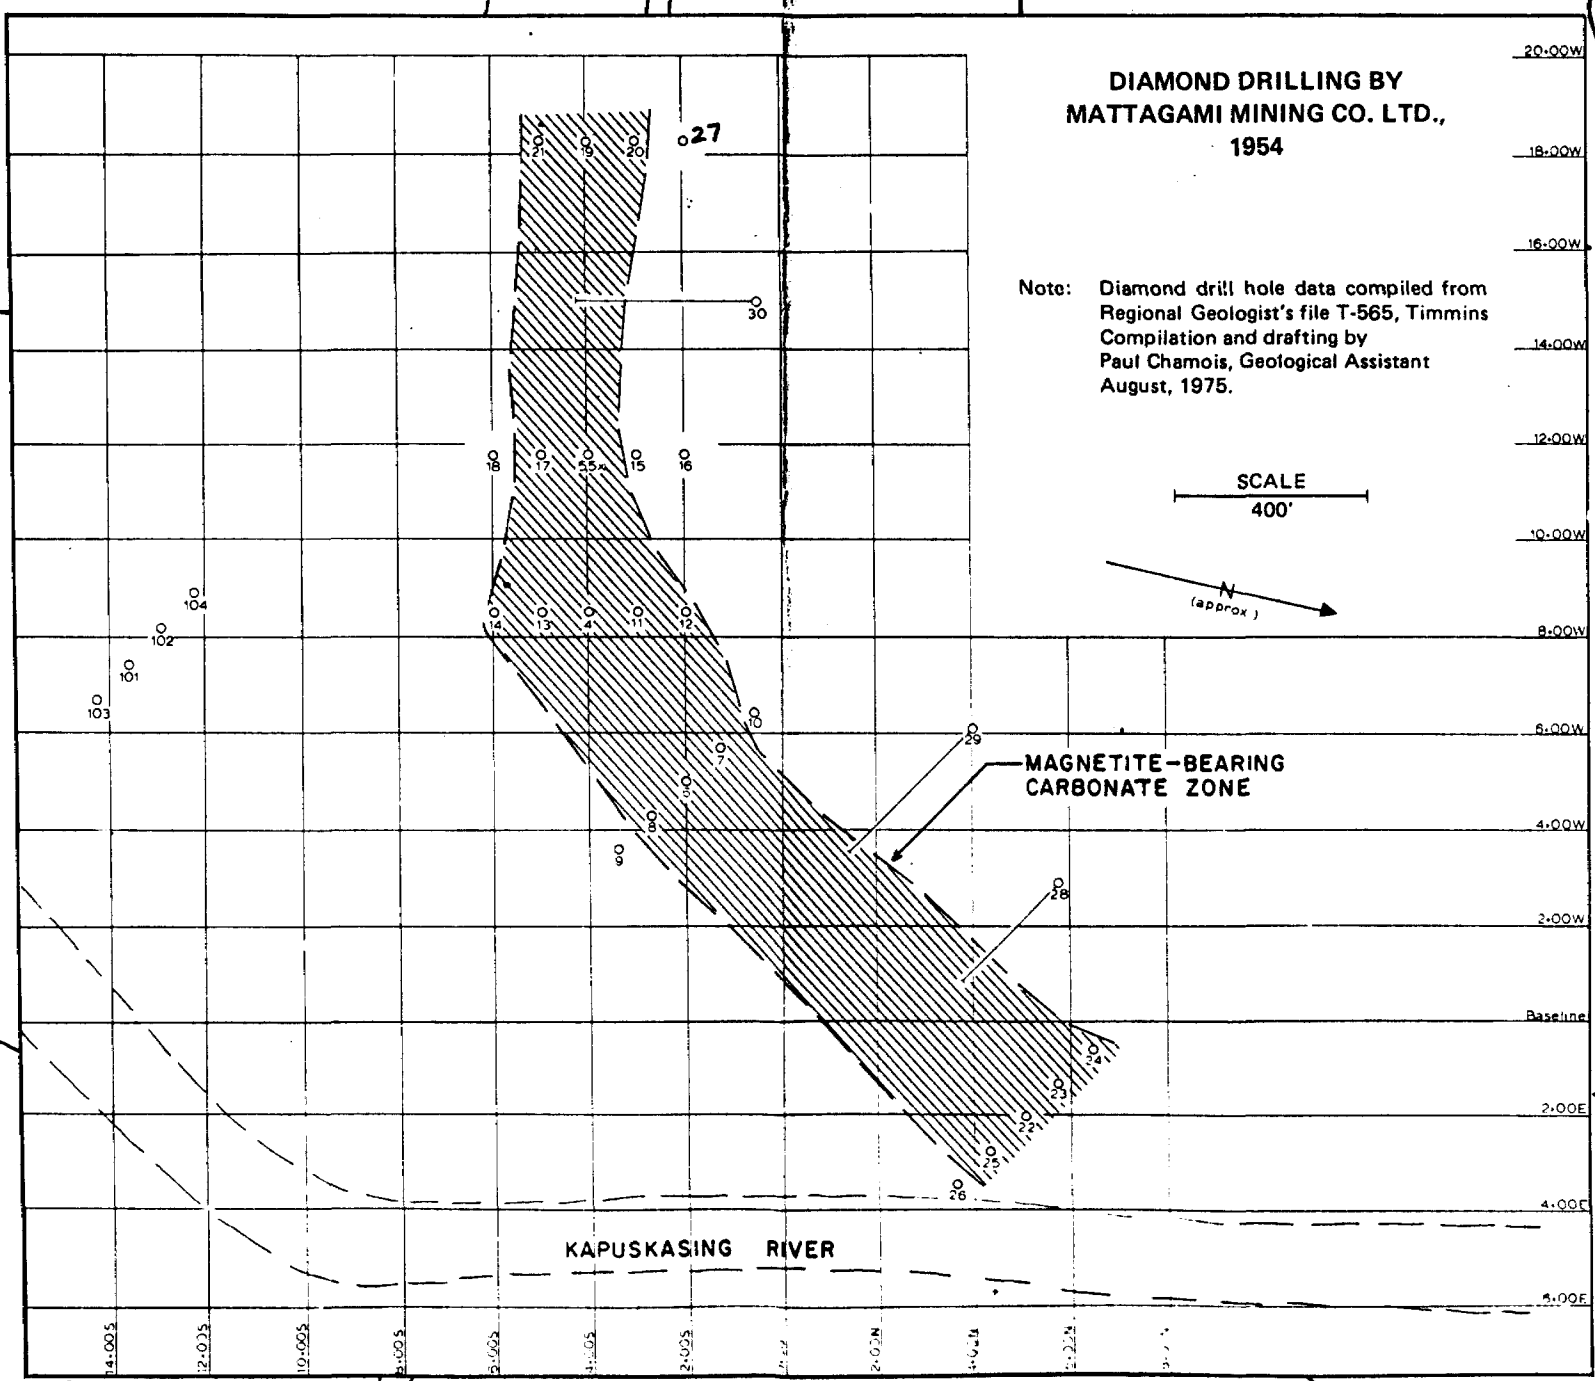 20+00W
DIAMOND DRILLING BY
MATTAGAMI MINING CO. LTD.,
1954
27
21
19
20
18+00W
16+00W
Note: Diamond drill hole data compiled from
Regional Geologist's file T-565, Timmins
Compilation and drafting by
Paul Chamois, Geological Assistant
August, 1975.
30
14+00W
12+00W
18
17
15
16
SCALE
400'
10+00W
N
(approx.)
104
14
13
4
11
12
102
8+00W
101
103
10
6+00W
29
7
MAGNETITE-BEARING
CARBONATE ZONE
8
4+00W
9
28
2+00W
Baseline
24
23
2+00E
22
25
26
4+00E
KAPUSKASING RIVER
14+00S
12+00S
10+00S
8+00S
6+00S
4+00S
2+00S
2+00N
4+00N